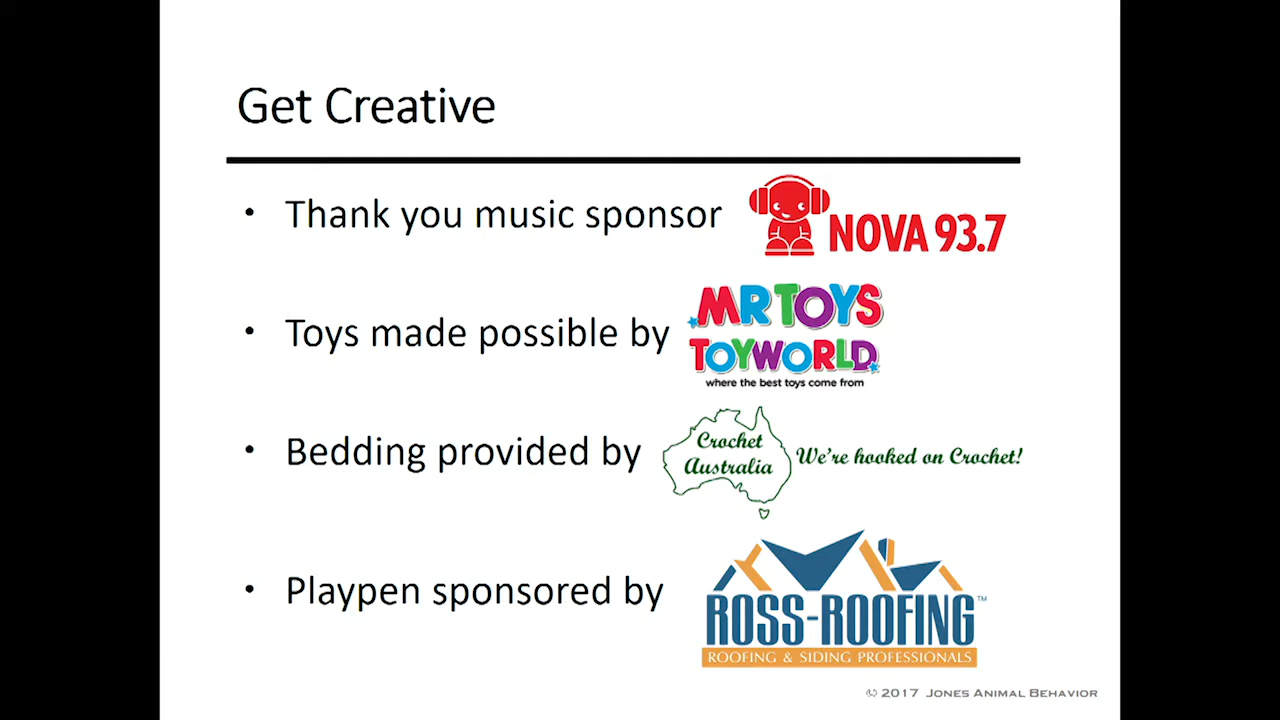 Get Creative
• Thank you music sponsor
NOVA 93.7
• Toys made possible by
MR TOYS
TOYWORLD
where the best toys come from
• Bedding provided by
Crochet
Australia
We're hooked on Crochet!
• Playpen sponsored by
ROSS-ROOFING™
ROOFING & SIDING PROFESSIONALS
© 2017 JONES ANIMAL BEHAVIOR